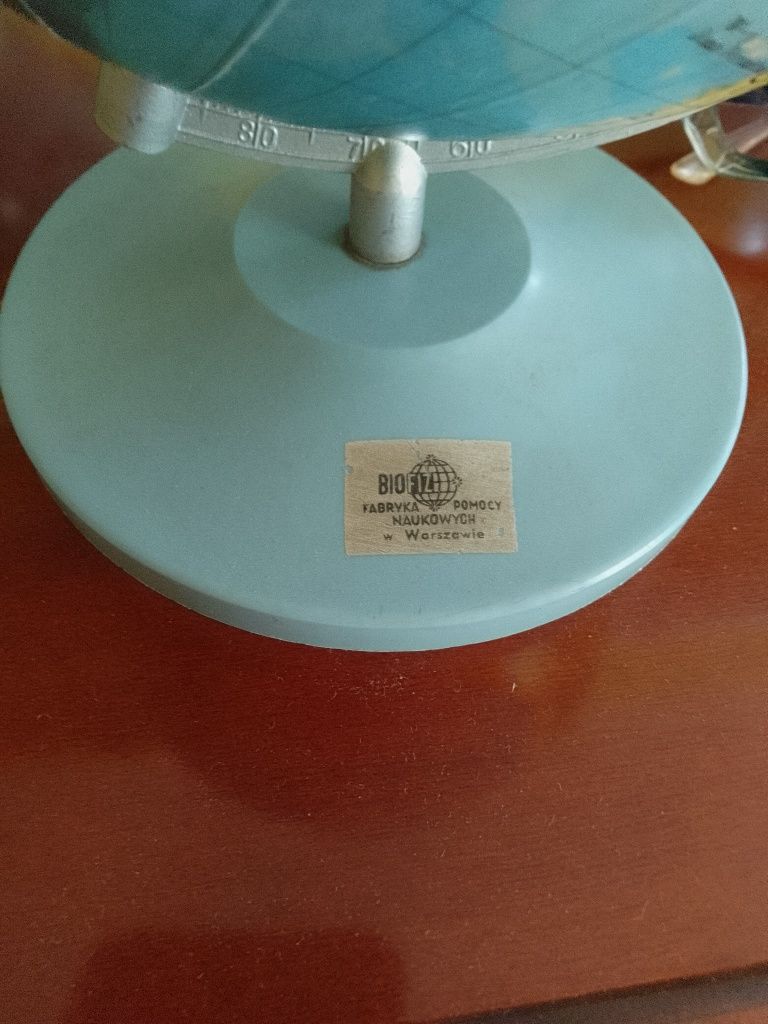 80 70 60
BIOFIZ
FABRYKA POMOCY
NAUKOWYCH
w Warszawie